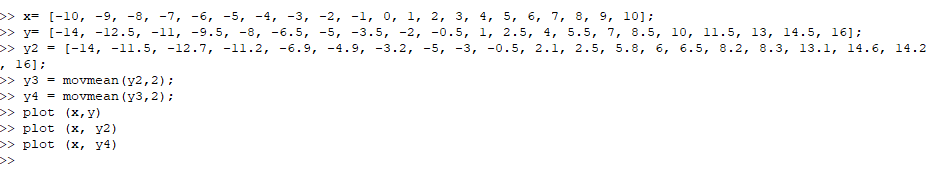 >> x= [-10, -9, -8, -7, -6, -5, -4, -3, -2, -1, 0, 1, 2, 3, 4, 5, 6, 7, 8, 9, 10];
>> y= [-14, -12.5, -11, -9.5, -8, -6.5, -5, -3.5, -2, -0.5, 1, 2.5, 4, 5.5, 7, 8.5, 10, 11.5, 13, 14.5, 16];
>> y2 = [-14, -11.5, -12.7, -11.2, -6.9, -4.9, -3.2, -5, -3, -0.5, 2.1, 2.5, 5.8, 6, 6.5, 8.2, 8.3, 13.1, 14.6, 14.2
, 16];
>> y3 = movmean(y2,2);
>> y4 = movmean(y3,2);
>> plot (x,y)
>> plot (x, y2)
>> plot (x, y4)
>>